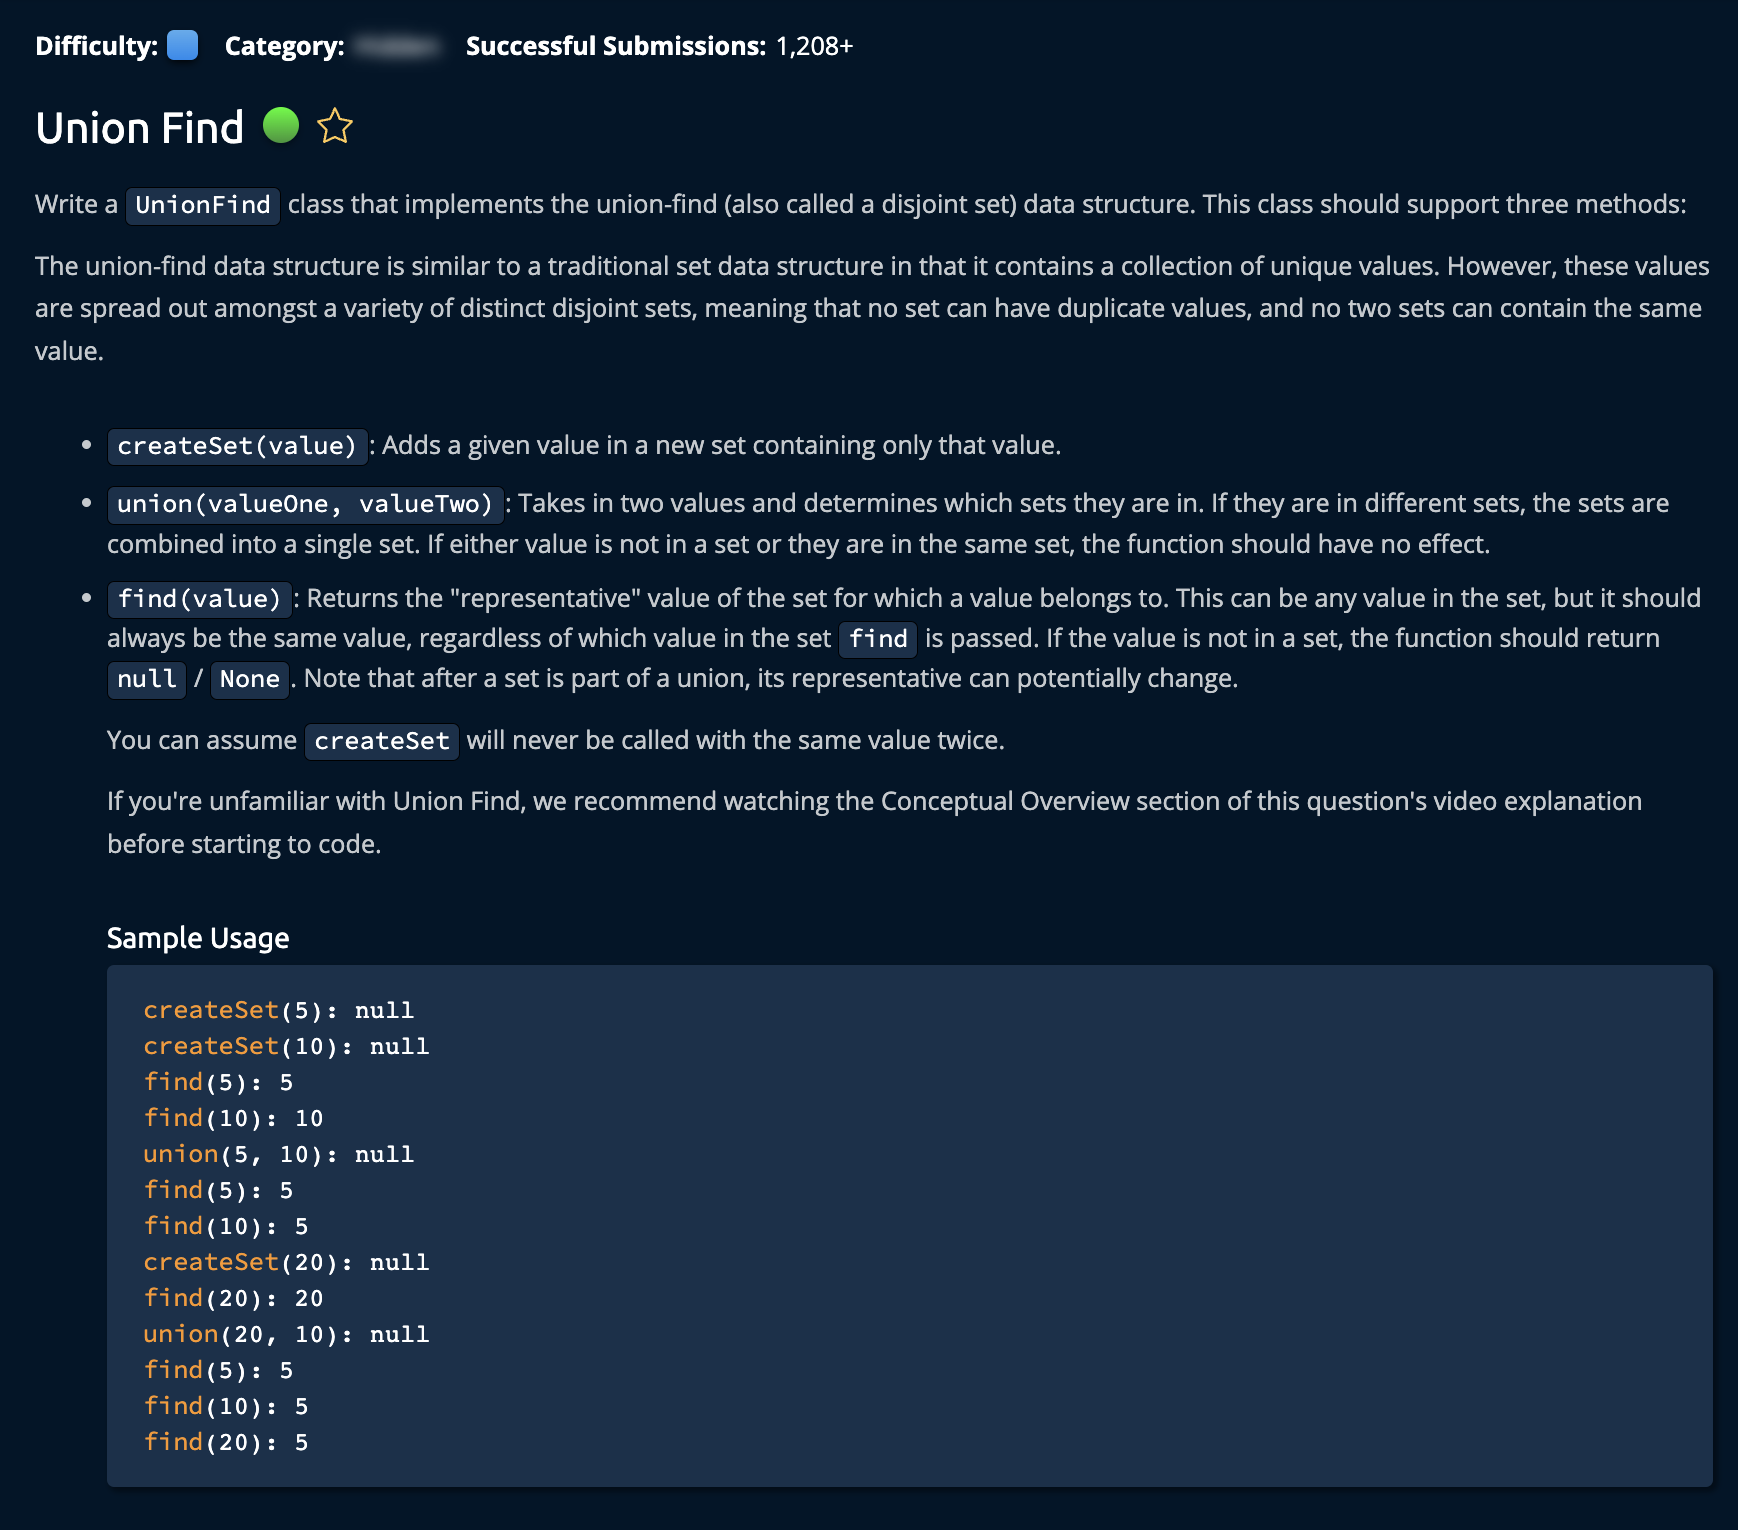 Difficulty: Category: Successful Submissions: 1,208+
Union Find
Write a UnionFind class that implements the union-find (also called a disjoint set) data structure. This class should support three methods:
The union-find data structure is similar to a traditional set data structure in that it contains a collection of unique values. However, these values
are spread out amongst a variety of distinct disjoint sets, meaning that no set can have duplicate values, and no two sets can contain the same
value.
• createSet(value): Adds a given value in a new set containing only that value.
• union(valueOne, valueTwo): Takes in two values and determines which sets they are in. If they are in different sets, the sets are
combined into a single set. If either value is not in a set or they are in the same set, the function should have no effect.
• find(value): Returns the "representative" value of the set for which a value belongs to. This can be any value in the set, but it should
always be the same value, regardless of which value in the set find is passed. If the value is not in a set, the function should return
null / None. Note that after a set is part of a union, its representative can potentially change.
You can assume createSet will never be called with the same value twice.
If you're unfamiliar with Union Find, we recommend watching the Conceptual Overview section of this question's video explanation
before starting to code.
Sample Usage
createSet(5): null
createSet(10): null
find(5): 5
find(10): 10
union(5, 10): null
find(5): 5
find(10): 5
createSet(20): null
find(20): 20
union(20, 10): null
find(5): 5
find(10): 5
find(20): 5